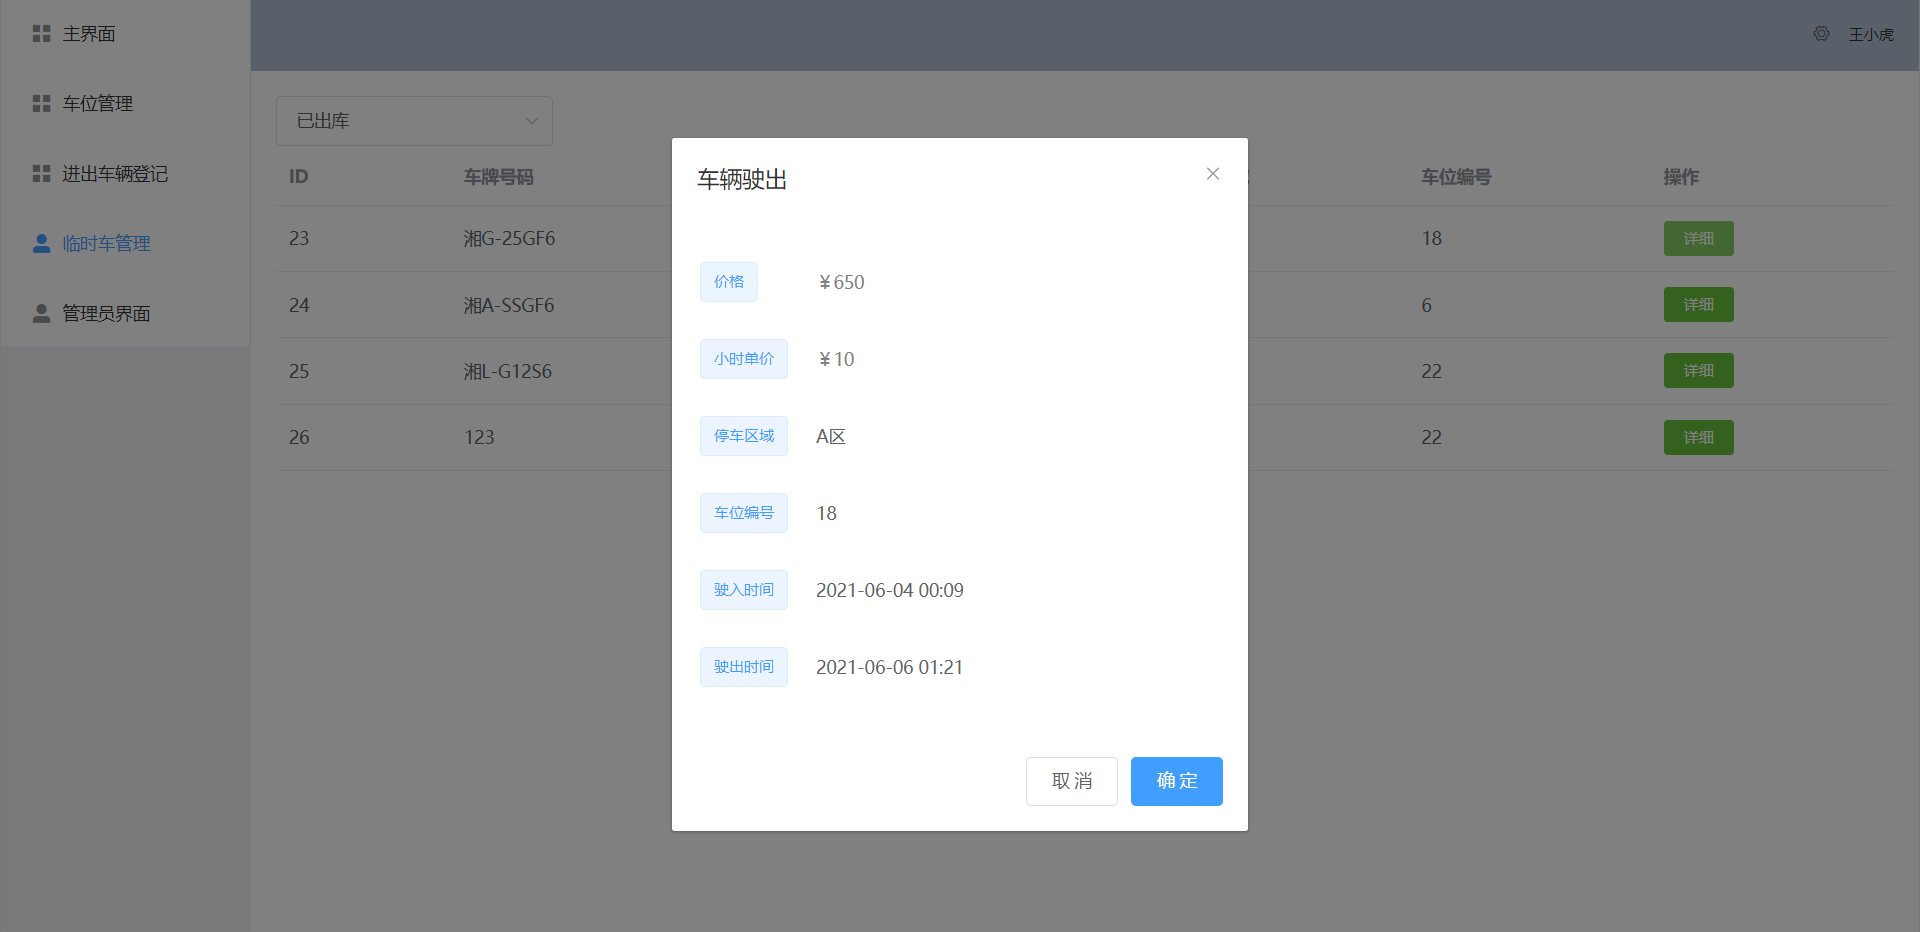 主界面
车位管理
进出车辆登记
临时车管理
管理员界面
王小虎
已出库
ID 车牌号码 车位编号 操作
23 湘G-25GF6 18 详细
24 湘A-SSGF6 6 详细
25 湘L-G12S6 22 详细
26 123 22 详细
车辆驶出
价格 ¥650
小时单价 ¥10
停车区域 A区
车位编号 18
驶入时间 2021-06-04 00:09
驶出时间 2021-06-06 01:21
取消 确定